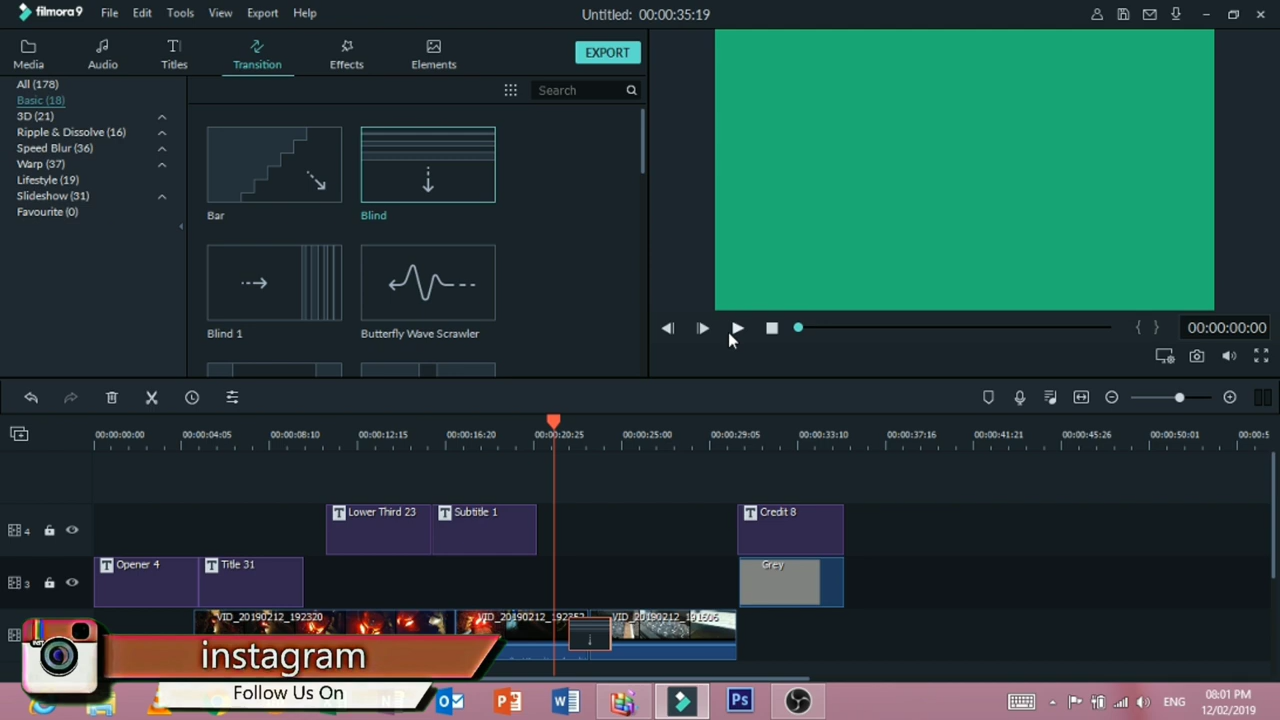 filmora9 File Edit Tools View Export Help Untitled: 00:00:35:19
Media Audio Titles Transition Effects Elements EXPORT
All (178)
Basic (18)
3D (21)
Ripple & Dissolve (16)
Speed Blur (36)
Warp (37)
Lifestyle (19)
Slideshow (31)
Favourite (0)
Search
Bar Blind
Blind 1 Butterfly Wave Scrawler
00:00:00:00
00:00:00:00 00:00:04:05 00:00:08:10 00:00:12:15 00:00:16:20 00:00:20:25 00:00:25:00 00:00:29:05 00:00:33:10 00:00:37:16 00:00:41:21 00:00:45:26 00:00:50:01
4 T Lower Third 23 T Subtitle 1 T Credit 8
3 T Opener 4 T Title 31 Grey
VID_20190212_192320
instagram
Follow Us On
Ps
ENG
08:01 PM
12/02/2019